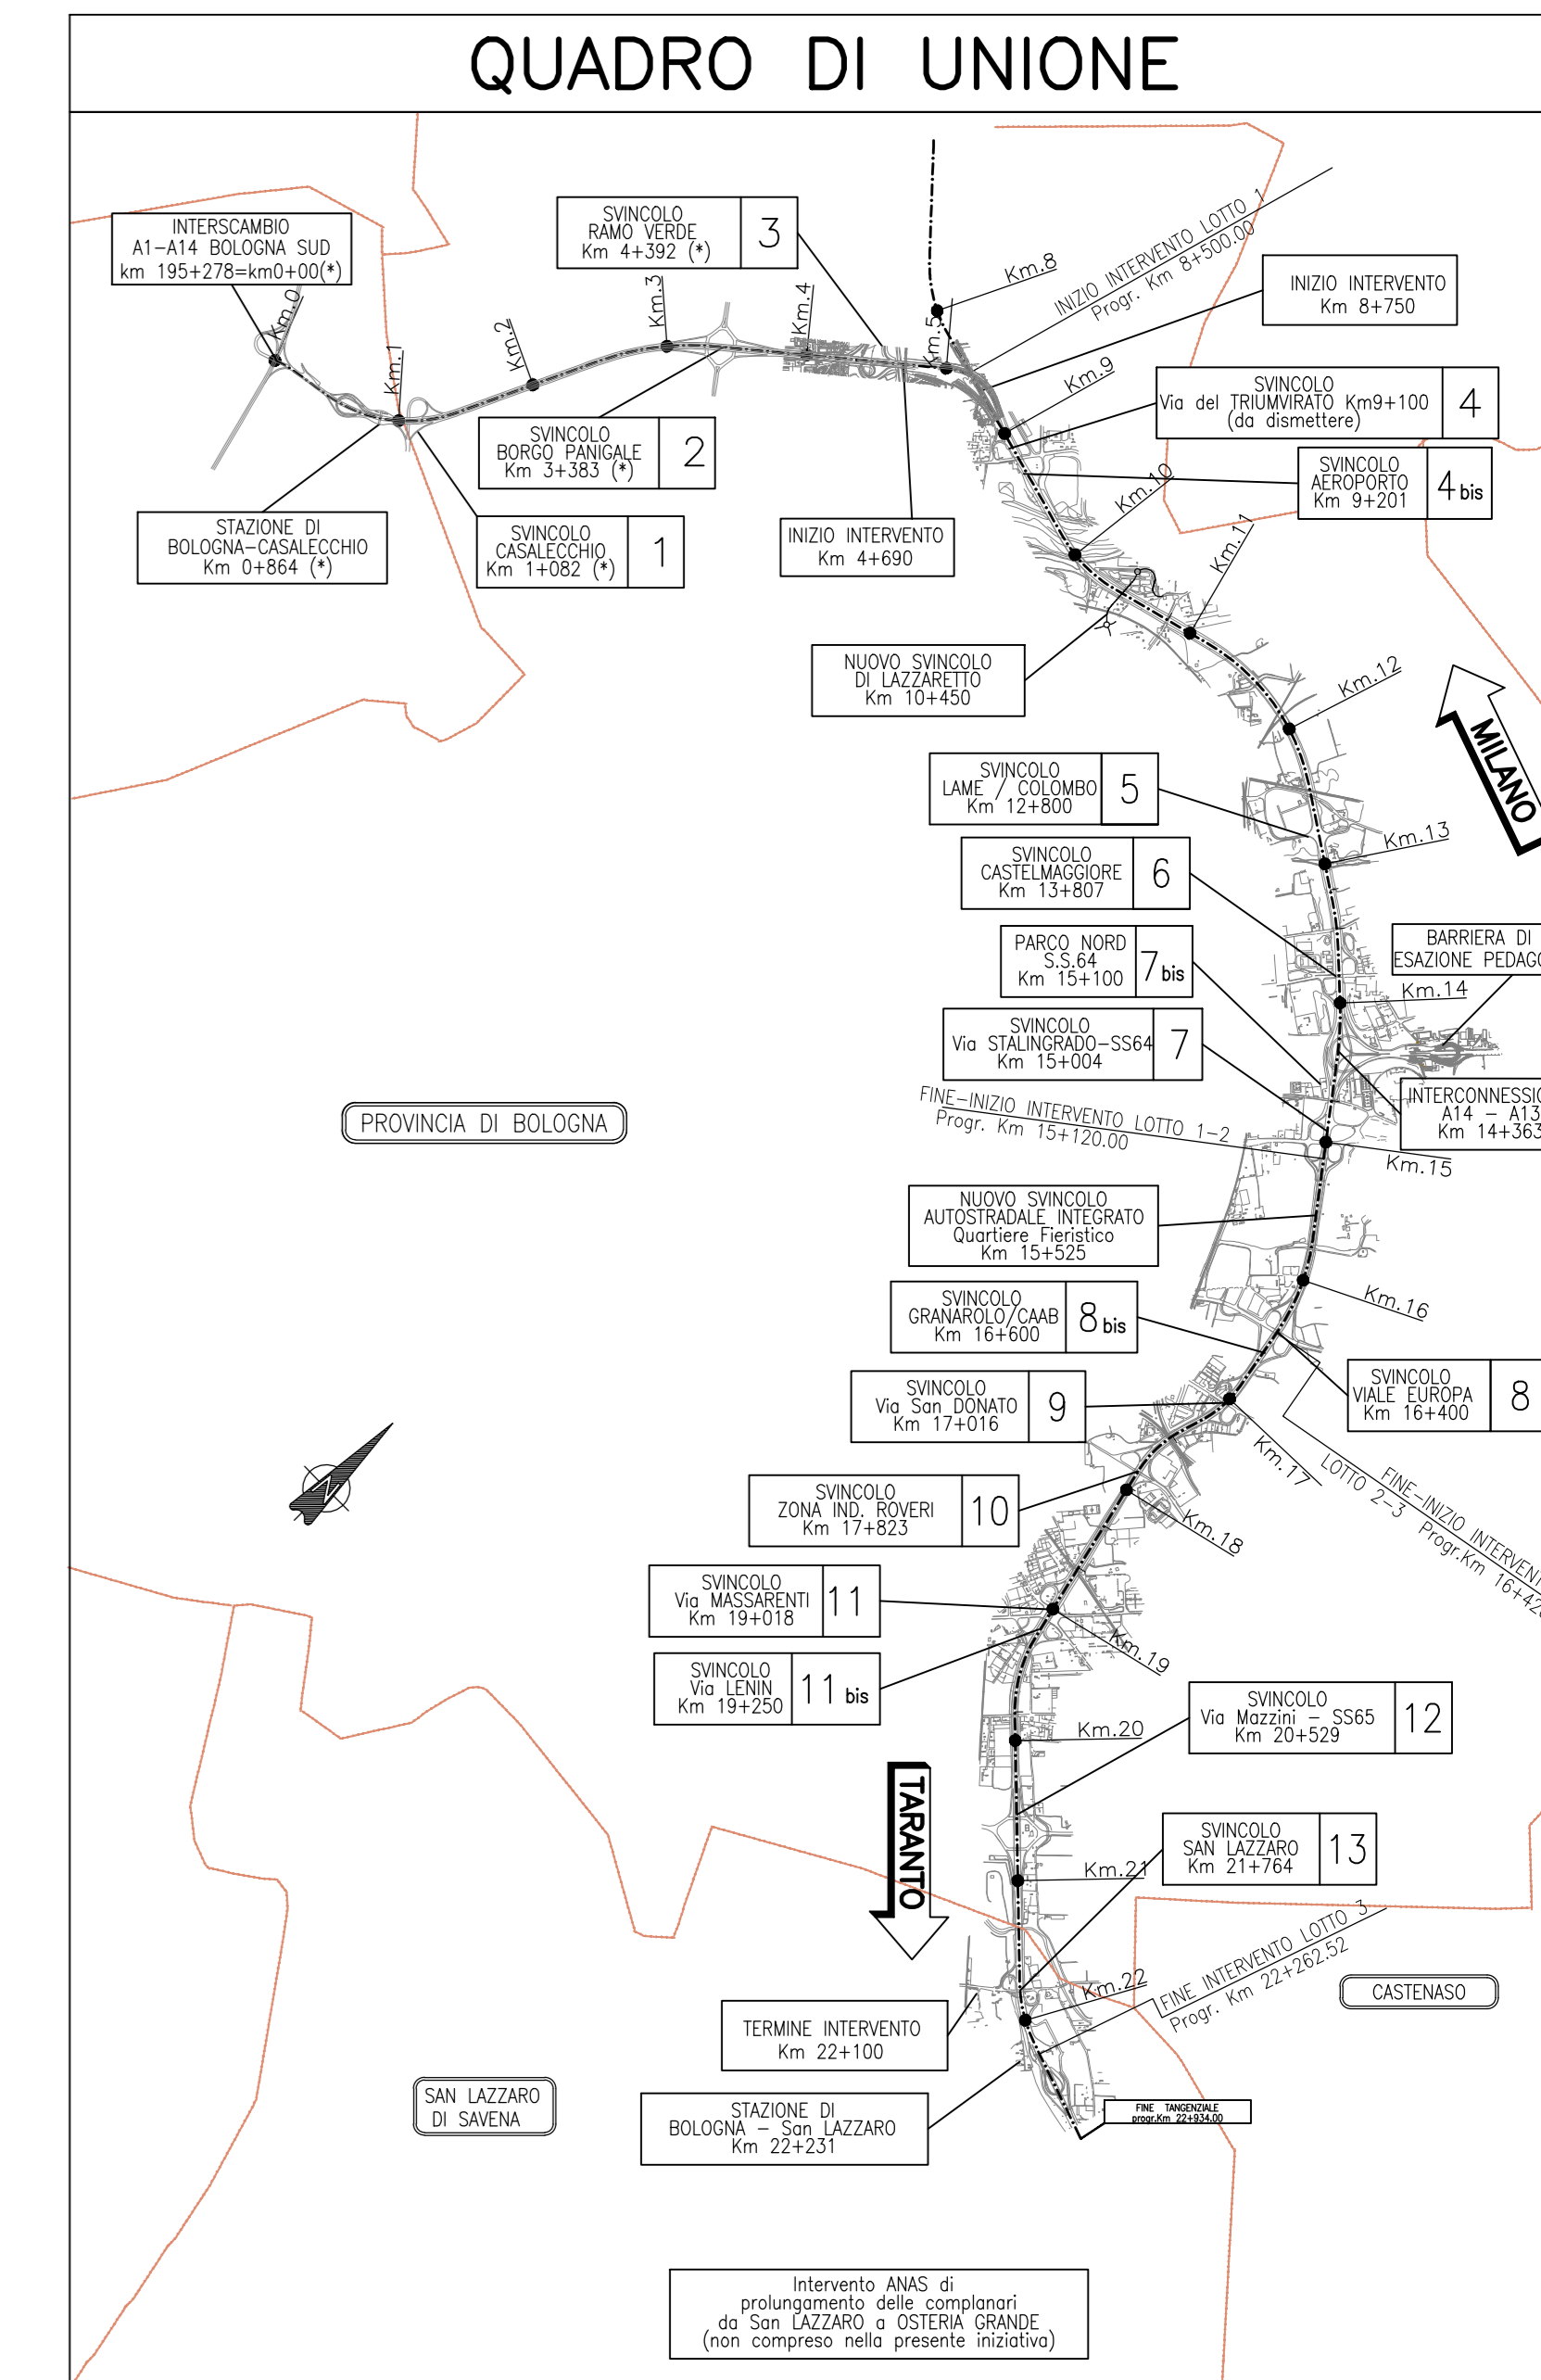 QUADRO DI UNIONE
INTERSCAMBIO
A1-A14 BOLOGNA SUD
km 195+278=km0+00(*)
SVINCOLO
RAMO VERDE
Km 4+392 (*)
3
Km.0
Km.1
Km.2
Km.3
Km.4
Km.5
Km.8
INIZIO INTERVENTO LOTTO 1
Progr. Km 8+500.00
INIZIO INTERVENTO
Km 8+750
Km.9
SVINCOLO
Via del TRIUMVIRATO Km9+100
(da dismettere)
4
SVINCOLO
BORGO PANIGALE
Km 3+383 (*)
2
SVINCOLO
AEROPORTO
Km 9+201
4 bis
STAZIONE DI
BOLOGNA-CASALECCHIO
Km 0+864 (*)
SVINCOLO
CASALECCHIO
Km 1+082 (*)
1
INIZIO INTERVENTO
Km 4+690
Km.10
Km.11
NUOVO SVINCOLO
DI LAZZARETTO
Km 10+450
Km.12
MILANO
SVINCOLO
LAME / COLOMBO
Km 12+800
5
Km.13
SVINCOLO
CASTELMAGGIORE
Km 13+807
6
PARCO NORD
S.S.64
Km 15+100
7 bis
BARRIERA DI
ESAZIONE
Km.14
SVINCOLO
Via STALINGRADO-SS64
Km 15+004
7
INTERCONNESSIO
A14 - A13
Km 14+363
FINE-INIZIO INTERVENTO LOTTO 1-2
Progr. Km 15+120.00
PROVINCIA DI BOLOGNA
Km.15
NUOVO SVINCOLO
AUTOSTRADALE INTEGRATO
Quartiere Fieristico
Km 15+525
SVINCOLO
GRANAROLO/CAAB
Km 16+600
8 bis
Km.16
SVINCOLO
Via San DONATO
Km 17+016
9
SVINCOLO
VIALE EUROPA
Km 16+400
8
Km.17
FINE-INIZIO INTERVENT
LOTTO 2-3 Progr.Km 16+42
N
SVINCOLO
ZONA IND. ROVERI
Km 17+823
10
Km.18
SVINCOLO
Via MASSARENTI
Km 19+018
11
Km.19
SVINCOLO
Via LENIN
Km 19+250
11 bis
SVINCOLO
Via Mazzini - SS65
Km 20+529
12
Km.20
TARANTO
SVINCOLO
SAN LAZZARO
Km 21+764
13
Km.21
FINE INTERVENTO LOTTO 3
Progr. Km 22+262.52
Km.22
CASTENASO
TERMINE INTERVENTO
Km 22+100
SAN LAZZARO
DI SAVENA
STAZIONE DI
BOLOGNA - San LAZZARO
Km 22+231
FINE TANGENZIALE
progr.Km 22+934.00
Intervento ANAS di
prolungamento delle complanari
da San LAZZARO a OSTERIA GRANDE
(non compreso nella presente iniziativa)